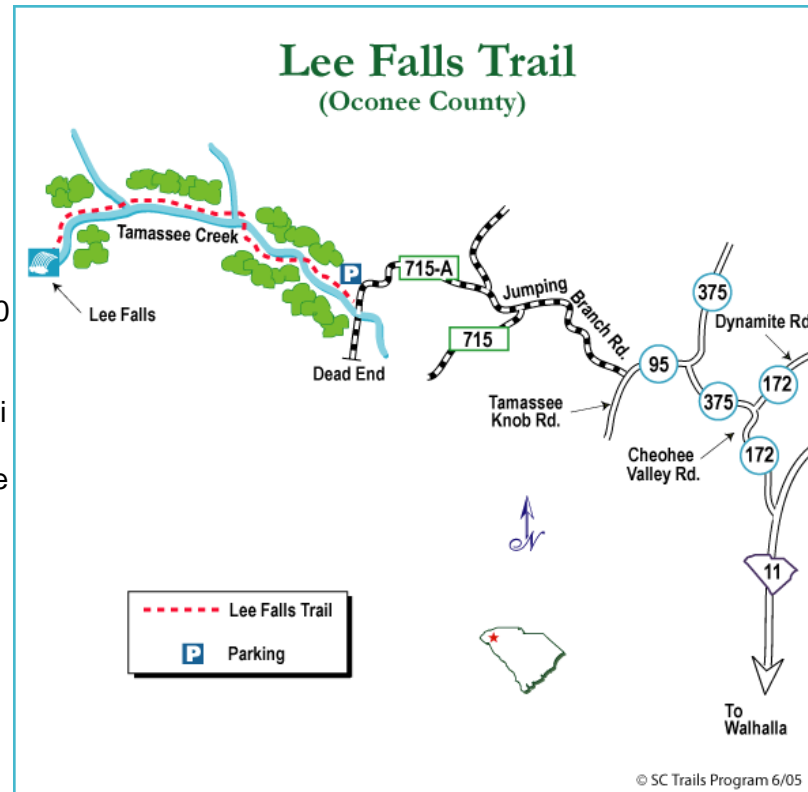 Lee Falls Trail
(Oconee County)
Tamassee Creek
P
715-A
Lee Falls
0
Jumping
Branch Rd.
375
Dynamite Rd
715
Dead End
95
172
i
Tamassee
Knob Rd.
375
Cheohee
Valley Rd.
172
e
N
11
Lee Falls Trail
P Parking
To
Walhalla
© SC Trails Program 6/05